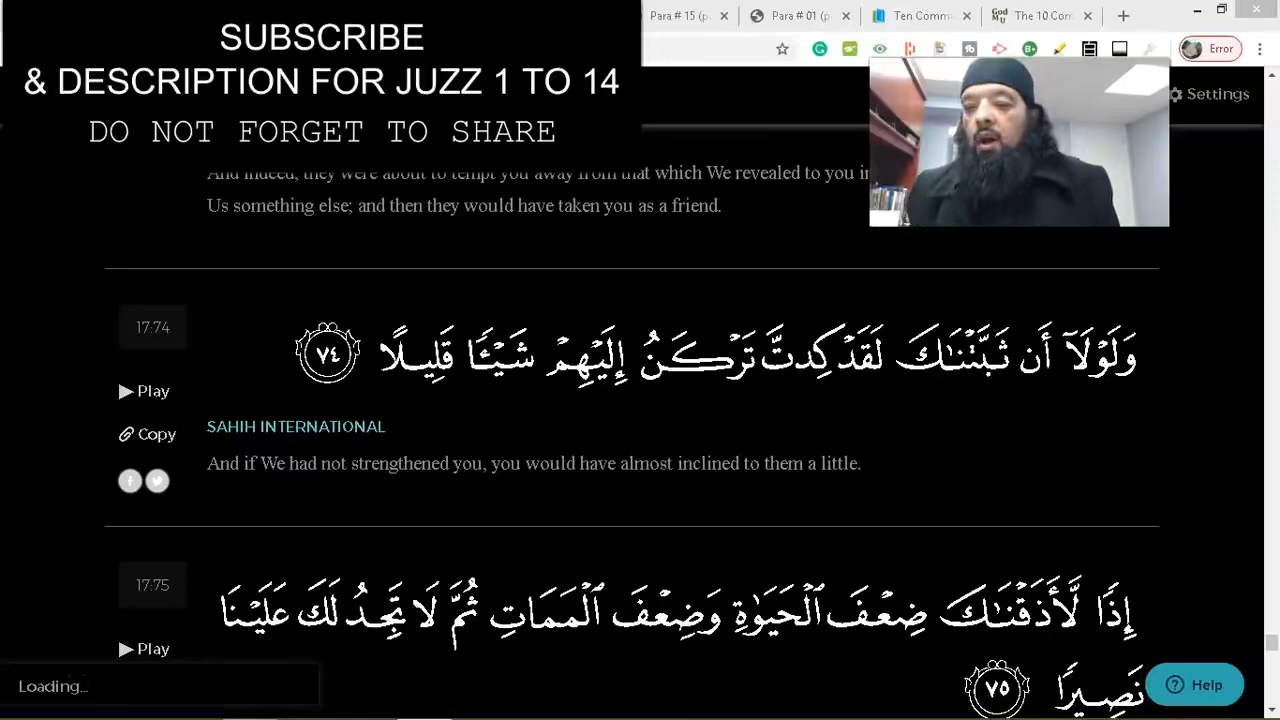 SUBSCRIBE
& DESCRIPTION FOR JUZZ 1 TO 14
DO NOT FORGET TO SHARE
Para # 15 (p
Para # 01 (p
Ten Comm
God
MU
The 10 Com
Error
Settings
And indeed, they were about to tempt you away from that which We revealed to you in
Us something else; and then they would have taken you as a friend.
17:74
وَلَوْلَآ أَن ثَبَّتْنَٰكَ لَقَدْ كِدتَّ تَرْكَنُ إِلَيْهِمْ شَيْـًٔا قَلِيلًا ٧٤
Play
Copy
SAHIH INTERNATIONAL
And if We had not strengthened you, you would have almost inclined to them a little.
17:75
إِذًا لَّأَذَقْنَٰكَ ضِعْفَ ٱلْحَيَوٰةِ وَضِعْفَ ٱلْمَمَاتِ ثُمَّ لَا تَجِدُ لَكَ عَلَيْنَا
نَصِيرًا ٧٥
Play
Loading...
Help